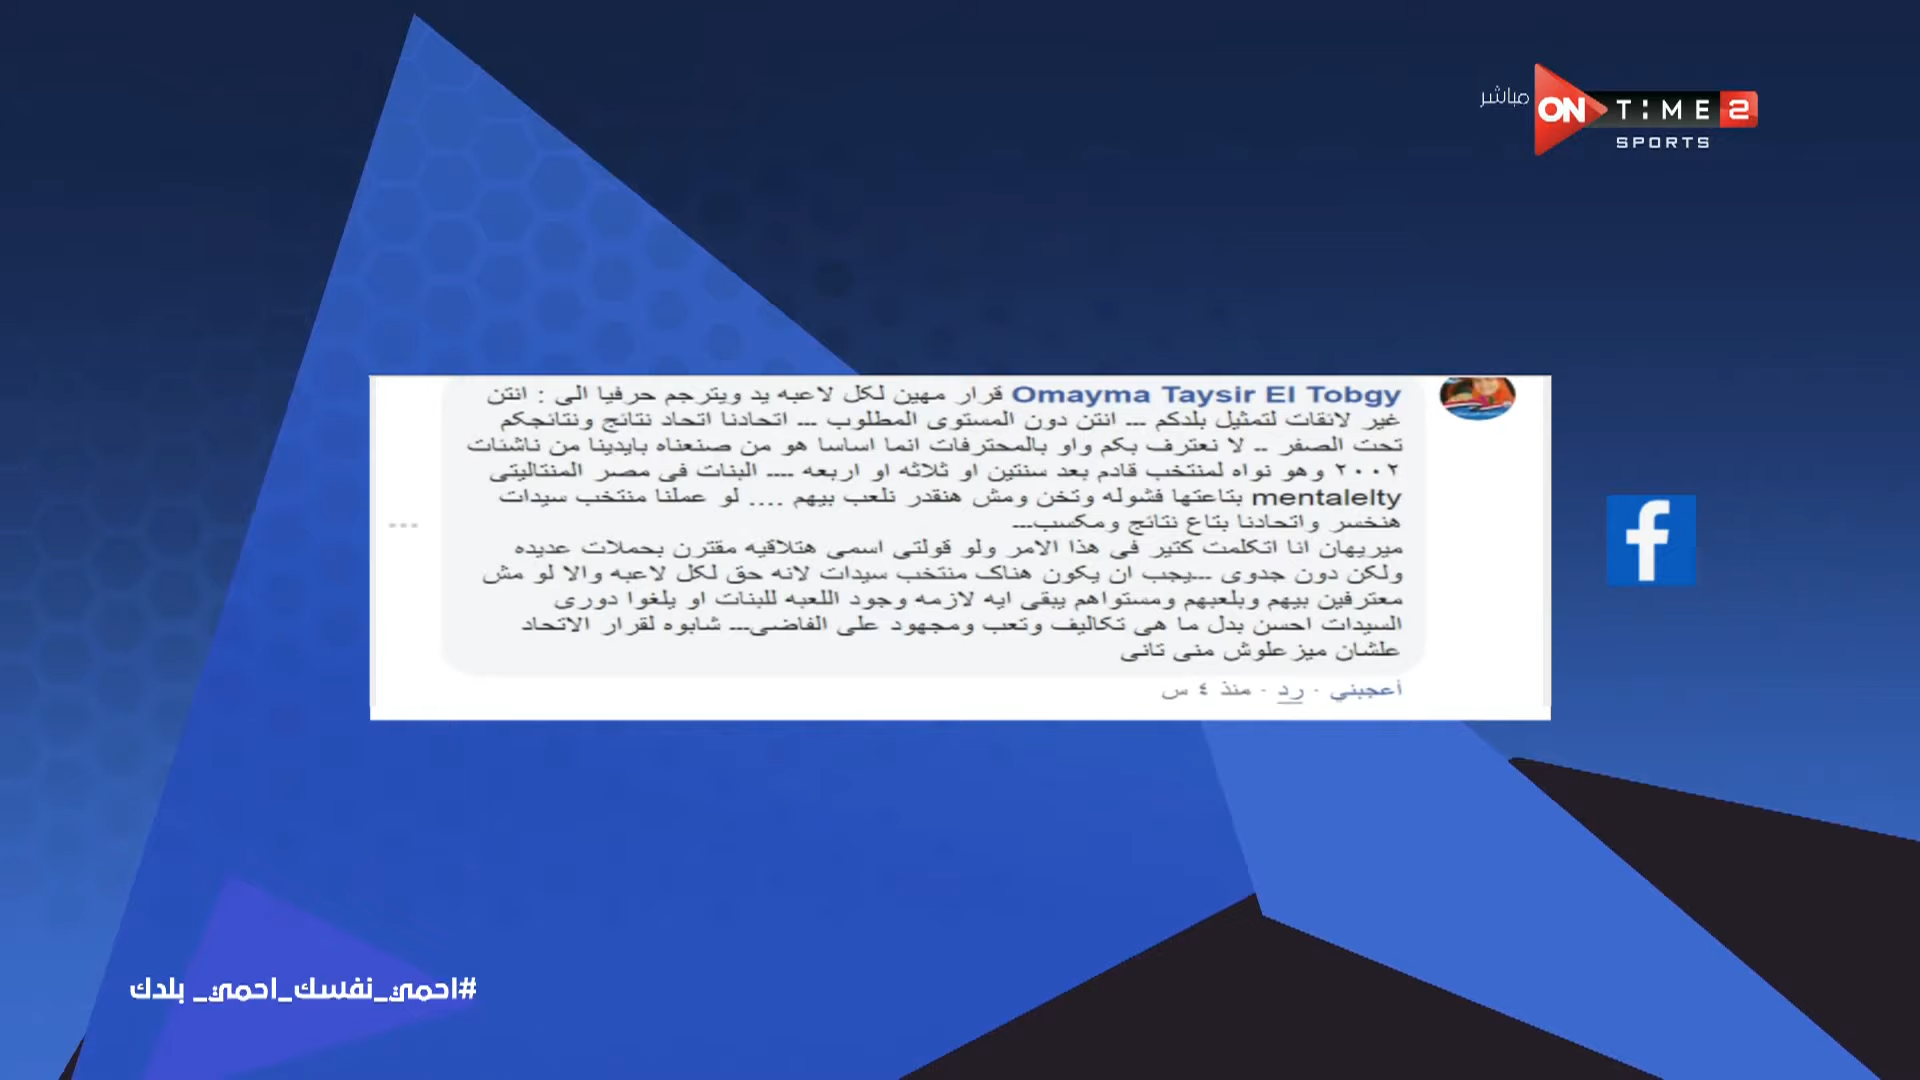 مباشر
ON TIME 2
SPORTS
Omayma Taysir El Tobgy قرار مهين لكل لاعبه يد ويترجم حرفيا الى : انتن
غير لائقات لتمثيل بلدكم --- انتن دون المستوى المطلوب --- اتحادنا اتحاد نتائج ونتائجكم
تحت الصفر -- لا نعترف بكم واو بالمحترفات انما اساسا هو من صنعناه بايدينا من ناشئات
٢٠٠٢ وهو نواه لمنتخب قادم بعد سنتين او ثلاثه او اربعه ---- البنات فى مصر المنتاليتى
mentalelty بتاعتها فشوله وتخن ومش هنقدر نلعب بيهم .... لو عملنا منتخب سيدات
هنخسر واتحادنا بتاع نتائج ومكسب---
ميريهان انا اتكلمت كتير فى هذا الامر ولو قولتى اسمى هتلاقيه مقترن بحملات عديده
ولكن دون جدوى ---يجب ان يكون هناك منتخب سيدات لانه حق لكل لاعبه والا لو مش
معترفين بيهم وبلعبهم ومستواهم يبقى ايه لازمه وجود اللعبه للبنات او يلغوا دورى
السيدات احسن بدل ما هى تكاليف وتعب ومجهود على الفاضى--- شابوه لقرار الاتحاد
علشان ميزعلوش منى تانى
أعجبني · رد · منذ ٤ س
f
#احمي_نفسك_احمي_ بلدك